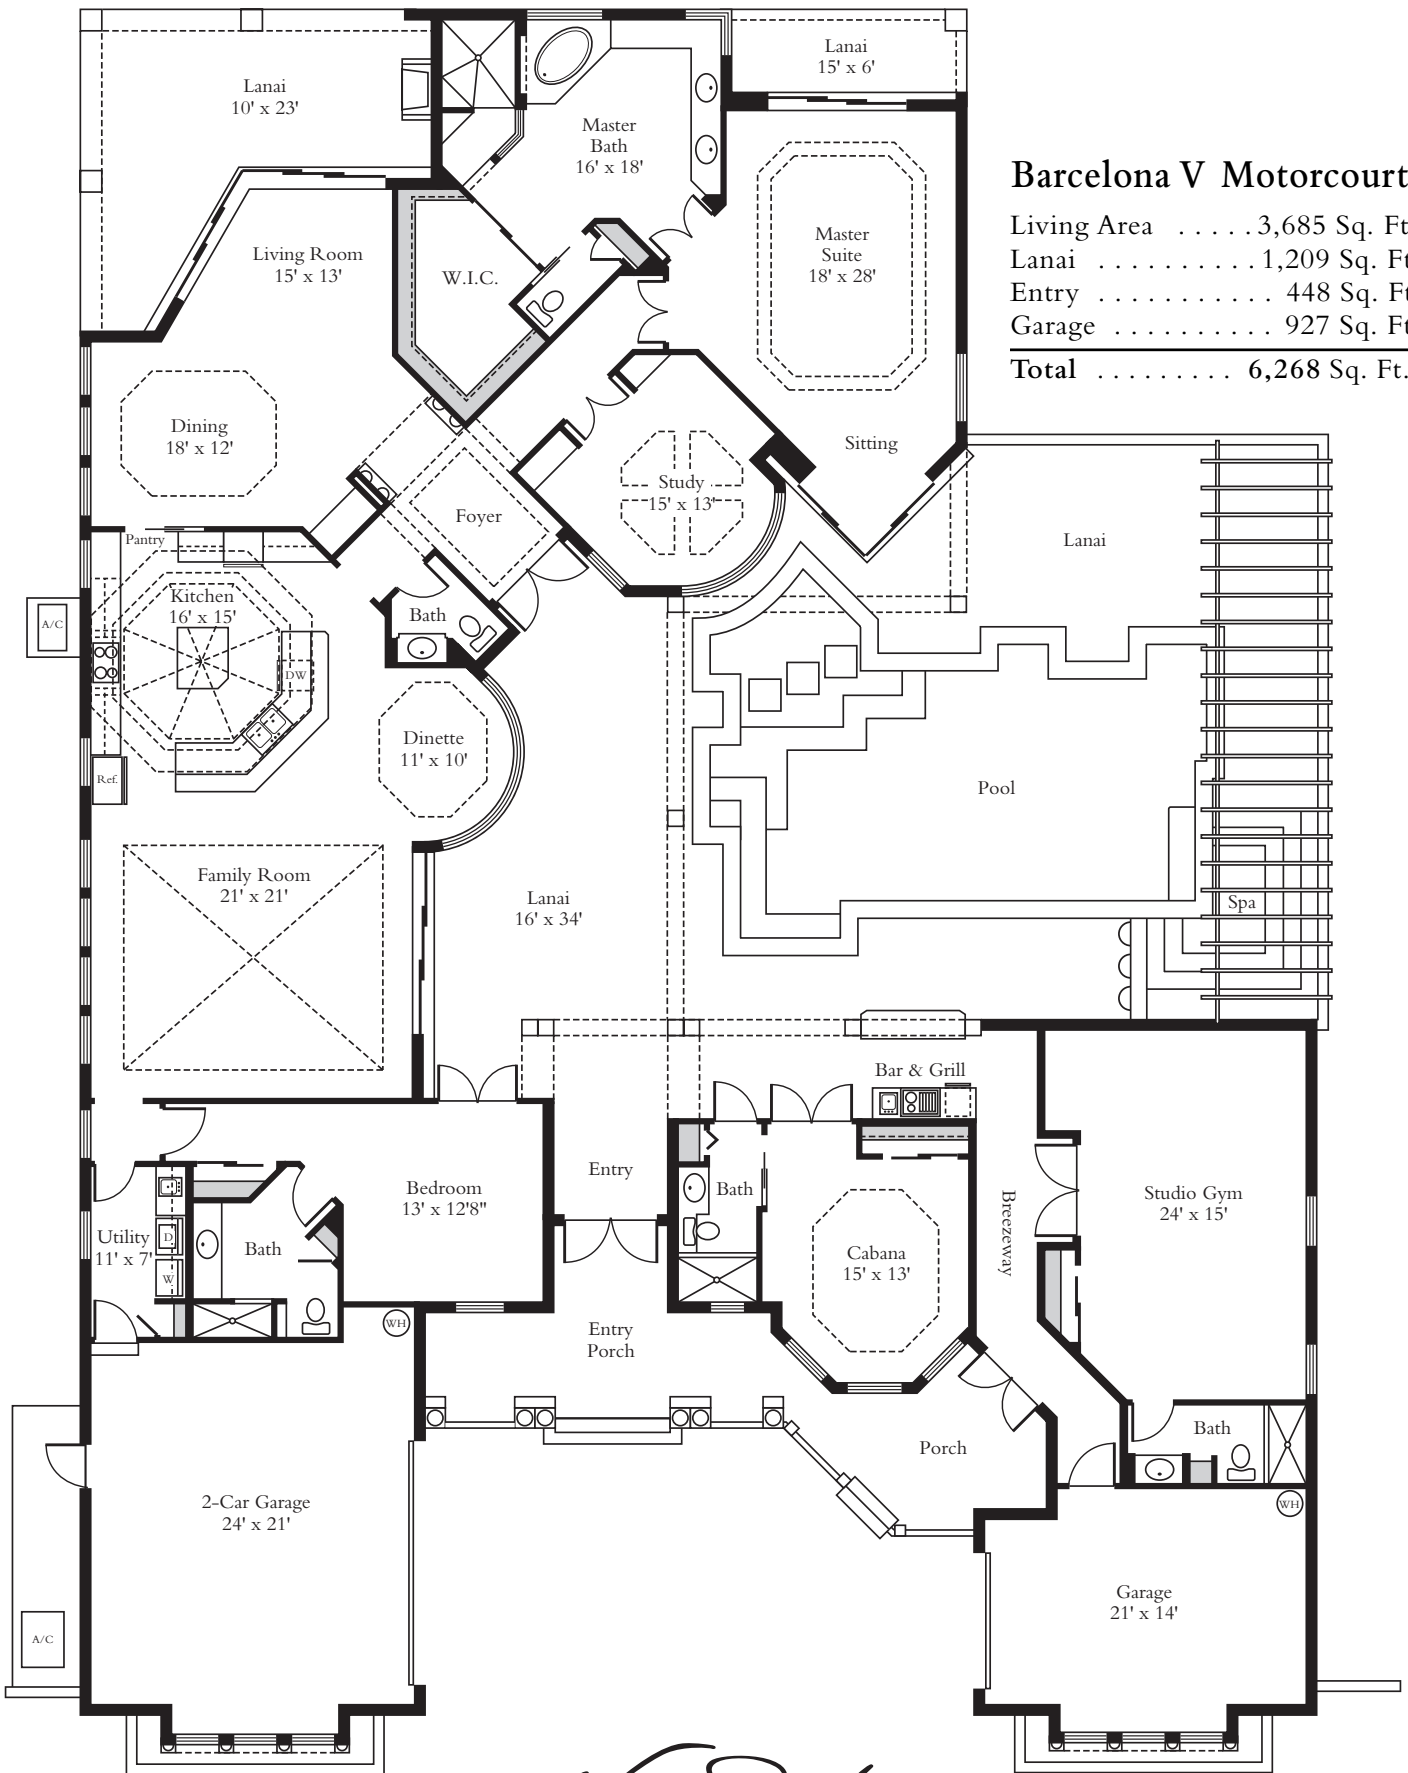 Lanai
10' x 23'
Lanai
15' x 6'
Master
Bath
16' x 18'
Barcelona V Motorcourt
Living Area ..... 3,685 Sq. Ft
Lanai .......... 1,209 Sq. Ft
Entry ........... 448 Sq. Ft
Garage .......... 927 Sq. Ft
Total ......... 6,268 Sq. Ft.
Living Room
15' x 13'
W.I.C.
Master
Suite
18' x 28'
Dining
18' x 12'
Sitting
Study
15' x 13'
Foyer
Lanai
Pantry
Kitchen
16' x 15'
A/C
Bath
DW
Dinette
11' x 10'
Ref.
Pool
Family Room
21' x 21'
Lanai
16' x 34'
Spa
Bar & Grill
Entry
Bedroom
13' x 12'8"
Bath
Breezeway
Studio Gym
24' x 15'
Utility
11' x 7'
D
W
Bath
Cabana
15' x 13'
WH
Entry
Porch
Porch
Bath
2-Car Garage
24' x 21'
WH
Garage
21' x 14'
A/C